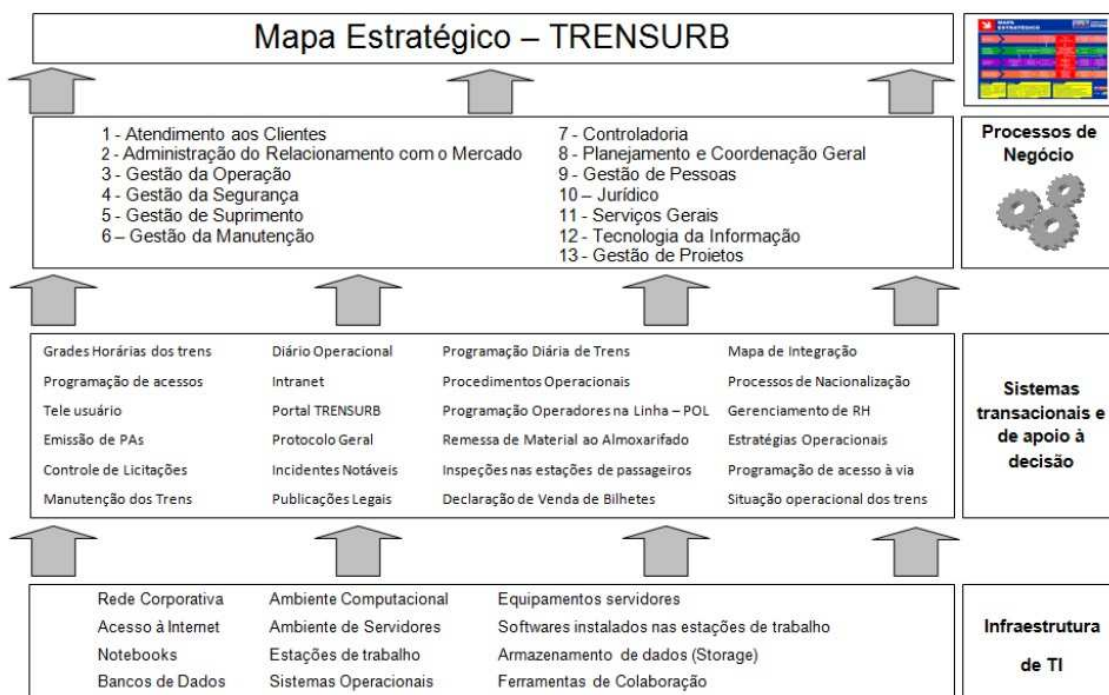 Mapa Estratégico – TRENSURB
MAPA
ESTRATÉGICO
1 - Atendimento aos Clientes
2 - Administração do Relacionamento com o Mercado
3 - Gestão da Operação
4 - Gestão da Segurança
5 - Gestão de Suprimento
6 – Gestão da Manutenção
7 - Controladoria
8 - Planejamento e Coordenação Geral
9 - Gestão de Pessoas
10 – Jurídico
11 - Serviços Gerais
12 - Tecnologia da Informação
13 - Gestão de Projetos
Processos de
Negócio
Grades Horárias dos trens
Programação de acessos
Tele usuário
Emissão de PAs
Controle de Licitações
Manutenção dos Trens
Diário Operacional
Intranet
Portal TRENSURB
Protocolo Geral
Incidentes Notáveis
Publicações Legais
Programação Diária de Trens
Procedimentos Operacionais
Programação Operadores na Linha – POL
Remessa de Material ao Almoxarifado
Inspeções nas estações de passageiros
Declaração de Venda de Bilhetes
Mapa de Integração
Processos de Nacionalização
Gerenciamento de RH
Estratégias Operacionais
Programação de acesso à via
Situação operacional dos trens
Sistemas
transacionais e
de apoio à
decisão
Rede Corporativa
Acesso à Internet
Notebooks
Bancos de Dados
Ambiente Computacional
Ambiente de Servidores
Estações de trabalho
Sistemas Operacionais
Equipamentos servidores
Softwares instalados nas estações de trabalho
Armazenamento de dados (Storage)
Ferramentas de Colaboração
Infraestrutura
de TI